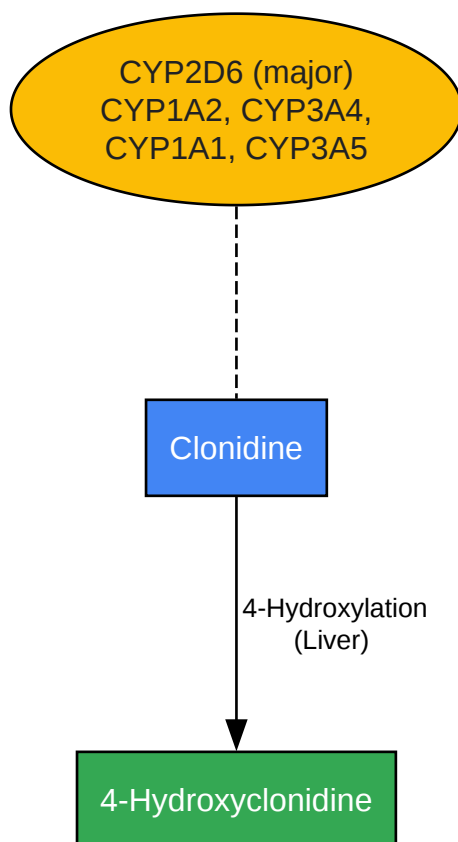 CYP2D6 (major)
CYP1A2, CYP3A4,
CYP1A1, CYP3A5
Clonidine
4-Hydroxylation
(Liver)
4-Hydroxyclonidine